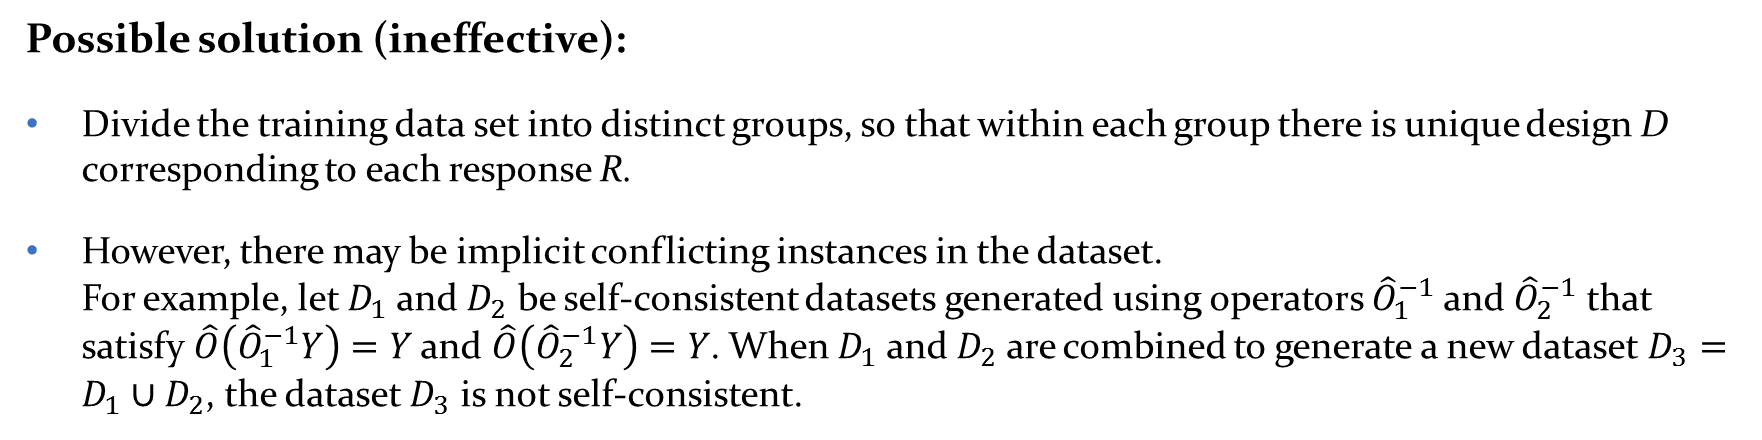 Possible solution (ineffective):
• Divide the training data set into distinct groups, so that within each group there is unique design D
corresponding to each response R.
• However, there may be implicit conflicting instances in the dataset.
For example, let D₁ and D₂ be self-consistent datasets generated using operators Ô₁⁻¹ and Ô₂⁻¹ that
satisfy Ô(Ô₁⁻¹Y) = Y and Ô(Ô₂⁻¹Y) = Y. When D₁ and D₂ are combined to generate a new dataset D₃ =
D₁ ∪ D₂, the dataset D₃ is not self-consistent.